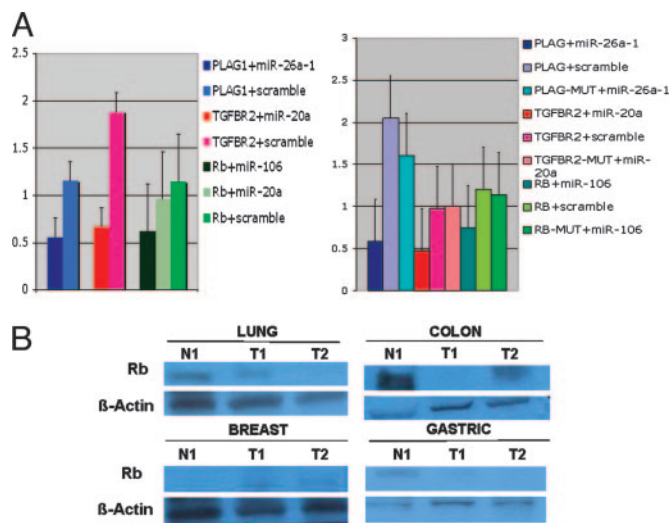 A
2.5
2
1.5
1
0.5
0
PLAG1+miR-26a-1
PLAG1+scramble
TGFBR2+miR-20a
TGFBR2+scramble
Rb+miR-106
Rb+miR-20a
Rb+scramble
3
2.5
2
1.5
1
0.5
0
PLAG+miR-26a-1
PLAG+scramble
PLAG-MUT+miR-26a-1
TGFBR2+miR-20a
TGFBR2+scramble
TGFBR2-MUT+miR-
20a
RB+miR-106
RB+scramble
RB-MUT+miR-106
B
LUNG
N1 T1 T2
Rb
ß-Actin
COLON
N1 T1 T2
BREAST
N1 T1 T2
Rb
ß-Actin
GASTRIC
N1 T1 T2